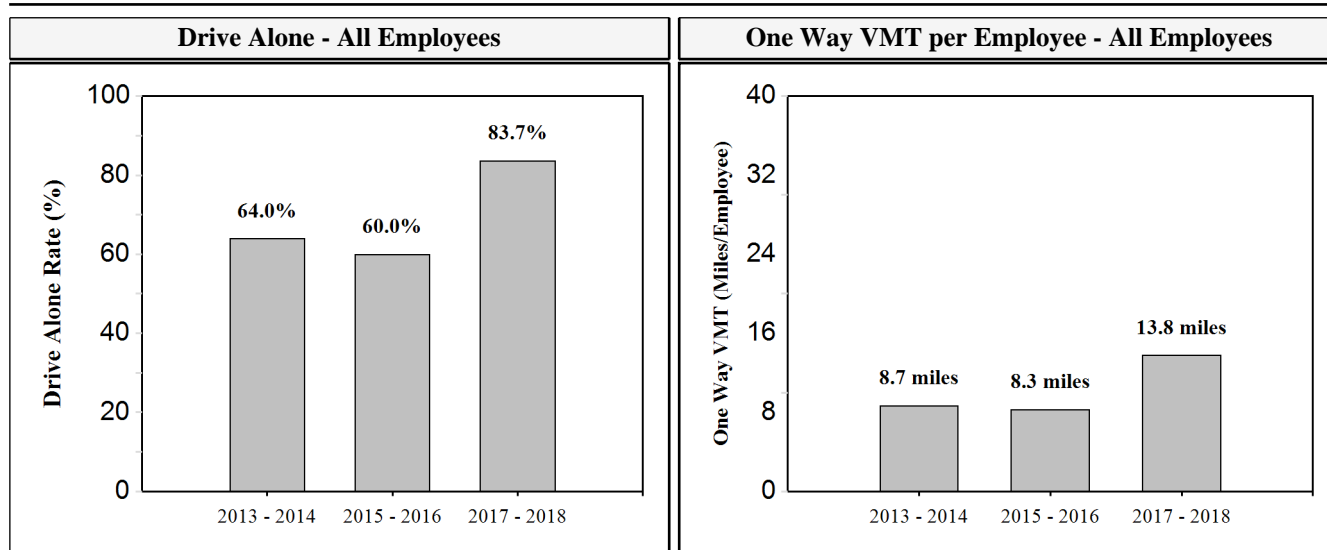 Drive Alone - All Employees
One Way VMT per Employee - All Employees
Drive Alone Rate (%)
100
80
60
40
20
0
64.0%
60.0%
83.7%
2013 - 2014
2015 - 2016
2017 - 2018
One Way VMT (Miles/Employee)
40
32
24
16
8
0
8.7 miles
8.3 miles
13.8 miles
2013 - 2014
2015 - 2016
2017 - 2018